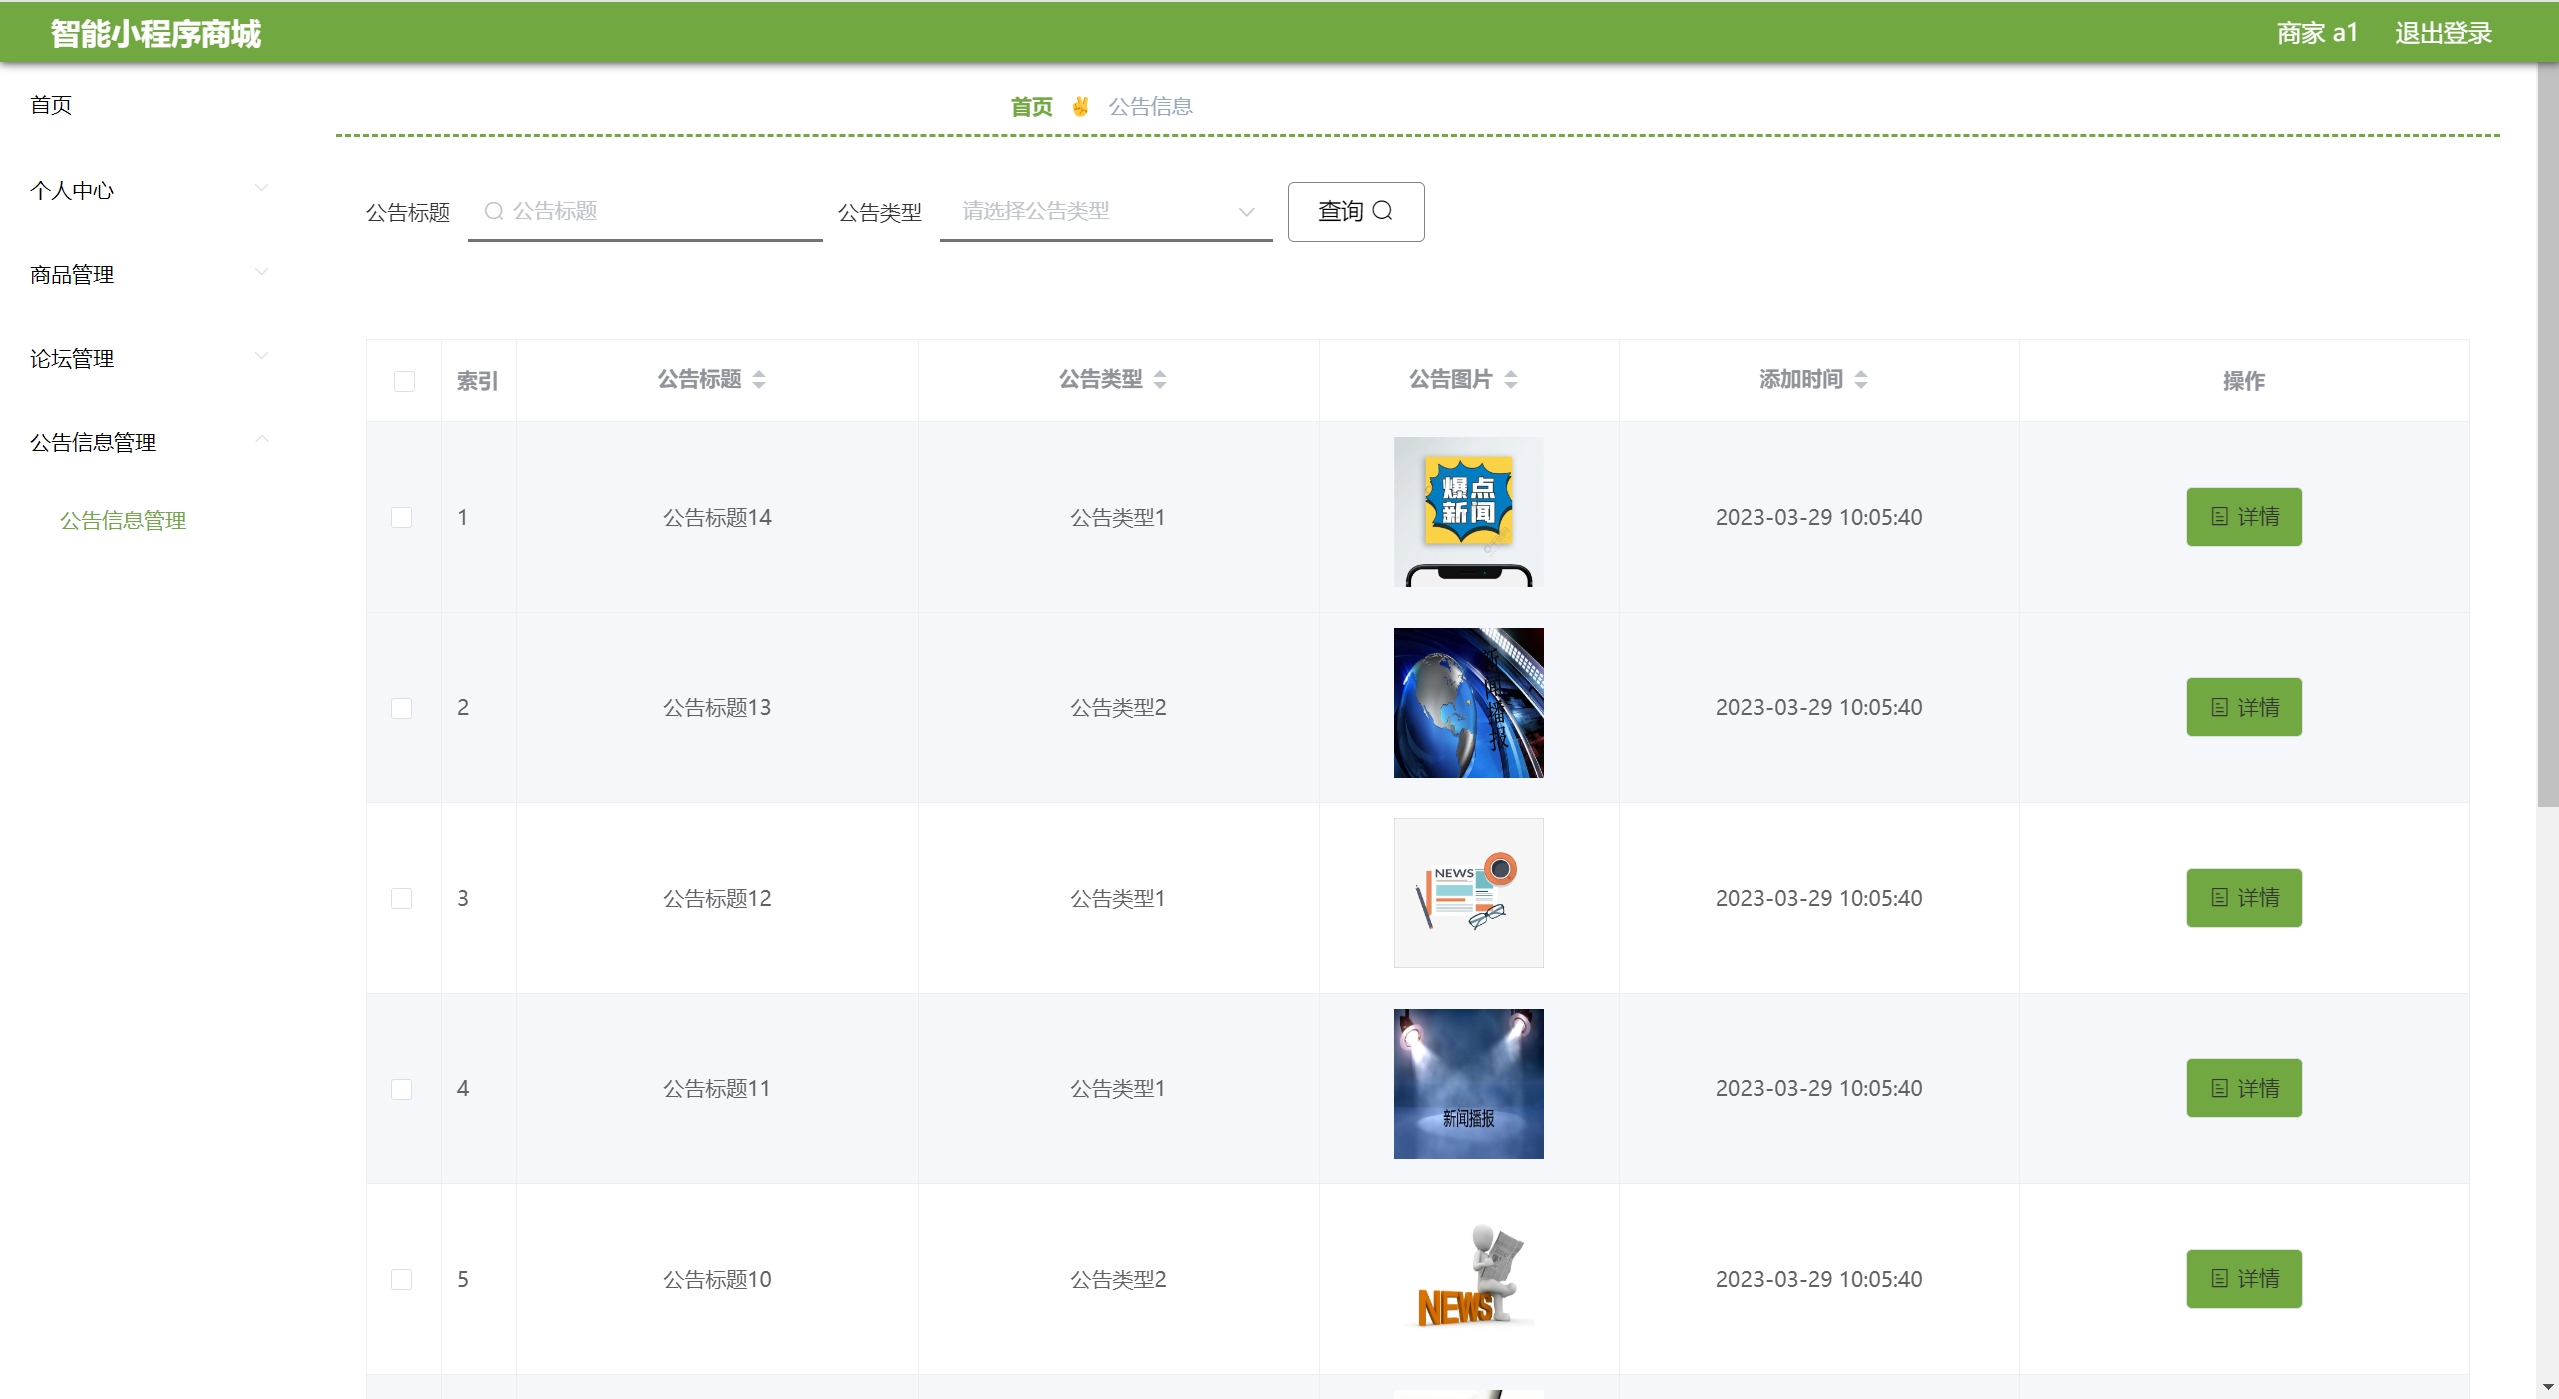 智能小程序商城
商家 a1 退出登录
首页
个人中心
商品管理
论坛管理
公告信息管理
公告信息管理
首页 公告信息
公告标题 公告标题 公告类型 请选择公告类型 查询
索引 公告标题 公告类型 公告图片 添加时间 操作
1 公告标题14 公告类型1 2023-03-29 10:05:40 详情
爆点
新闻
2 公告标题13 公告类型2 2023-03-29 10:05:40 详情
新闻播报
3 公告标题12 公告类型1 2023-03-29 10:05:40 详情
NEWS
4 公告标题11 公告类型1 2023-03-29 10:05:40 详情
新闻播报
5 公告标题10 公告类型2 2023-03-29 10:05:40 详情
NEWS